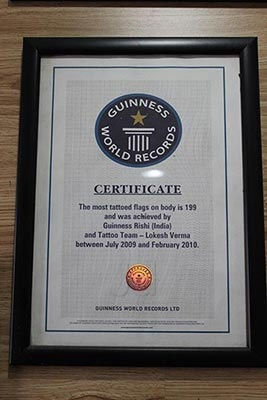 GUINNESS
WORLD RECORDS
CERTIFICATE
The most tattoed flags on body is 199
and was achieved by
Guinness Rishi (India)
and Tattoo Team – Lokesh Verma
between July 2009 and February 2010.
GUINNESS WORLD RECORDS LTD